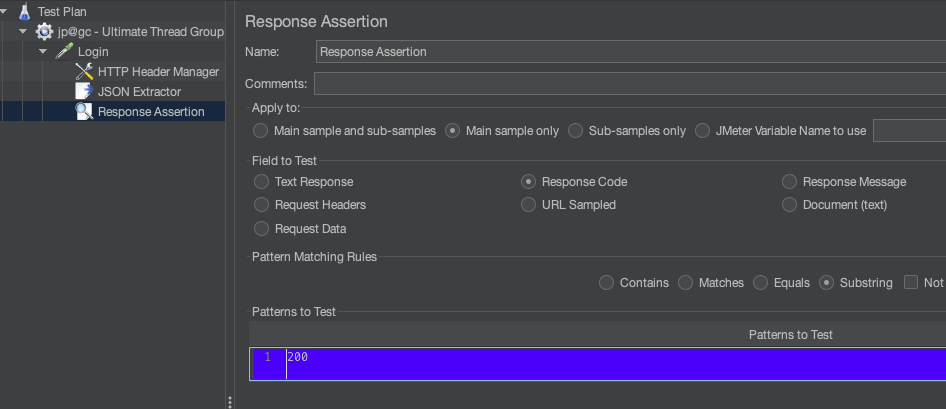 Test Plan
jp@gc - Ultimate Thread Group
Login
HTTP Header Manager
JSON Extractor
Response Assertion
Response Assertion
Name: Response Assertion
Comments:
Apply to:
Main sample and sub-samples Main sample only Sub-samples only JMeter Variable Name to use
Field to Test
Text Response Response Code Response Message
Request Headers URL Sampled Document (text)
Request Data
Pattern Matching Rules
Contains Matches Equals Substring Not
Patterns to Test
Patterns to Test
1 200